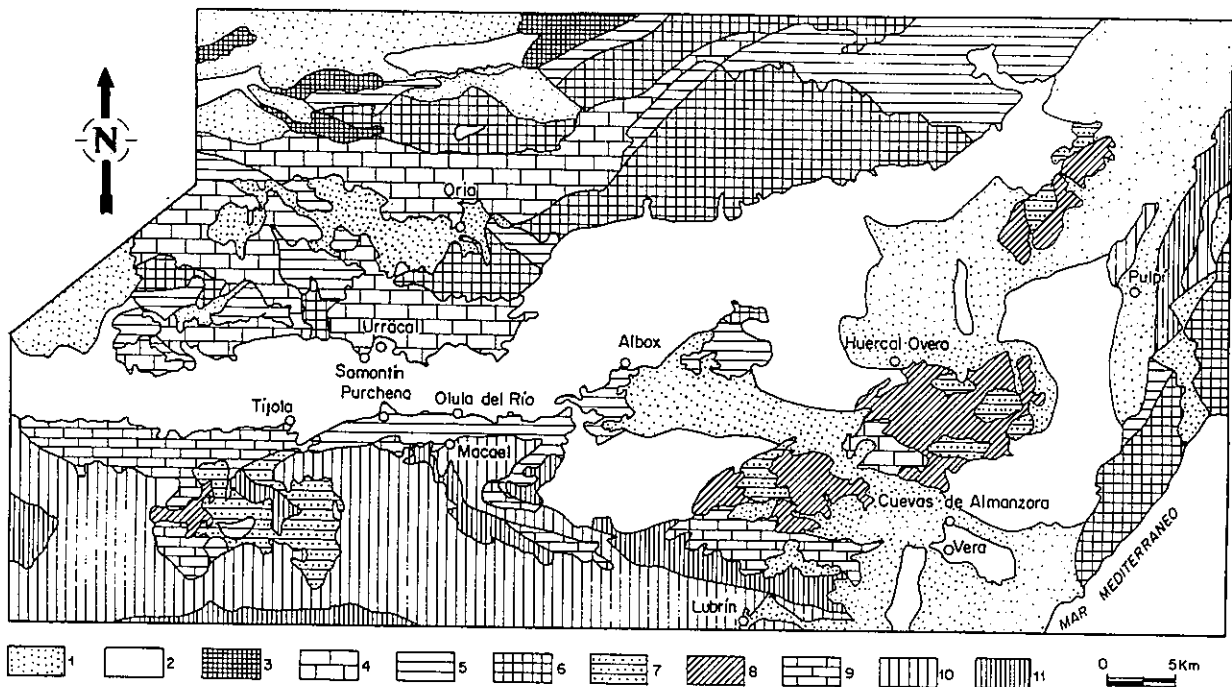 N
Oria
Pulpí
Urrácal
Albox
Huercal-Overa
Somontín
Purchena
Olula del Río
Tíjola
Macael
Cuevas de Almanzora
Vera
MAR MEDITERRANEO
Lubrín
1 2 3 4 5 6 7 8 9 10 11 0 5Km